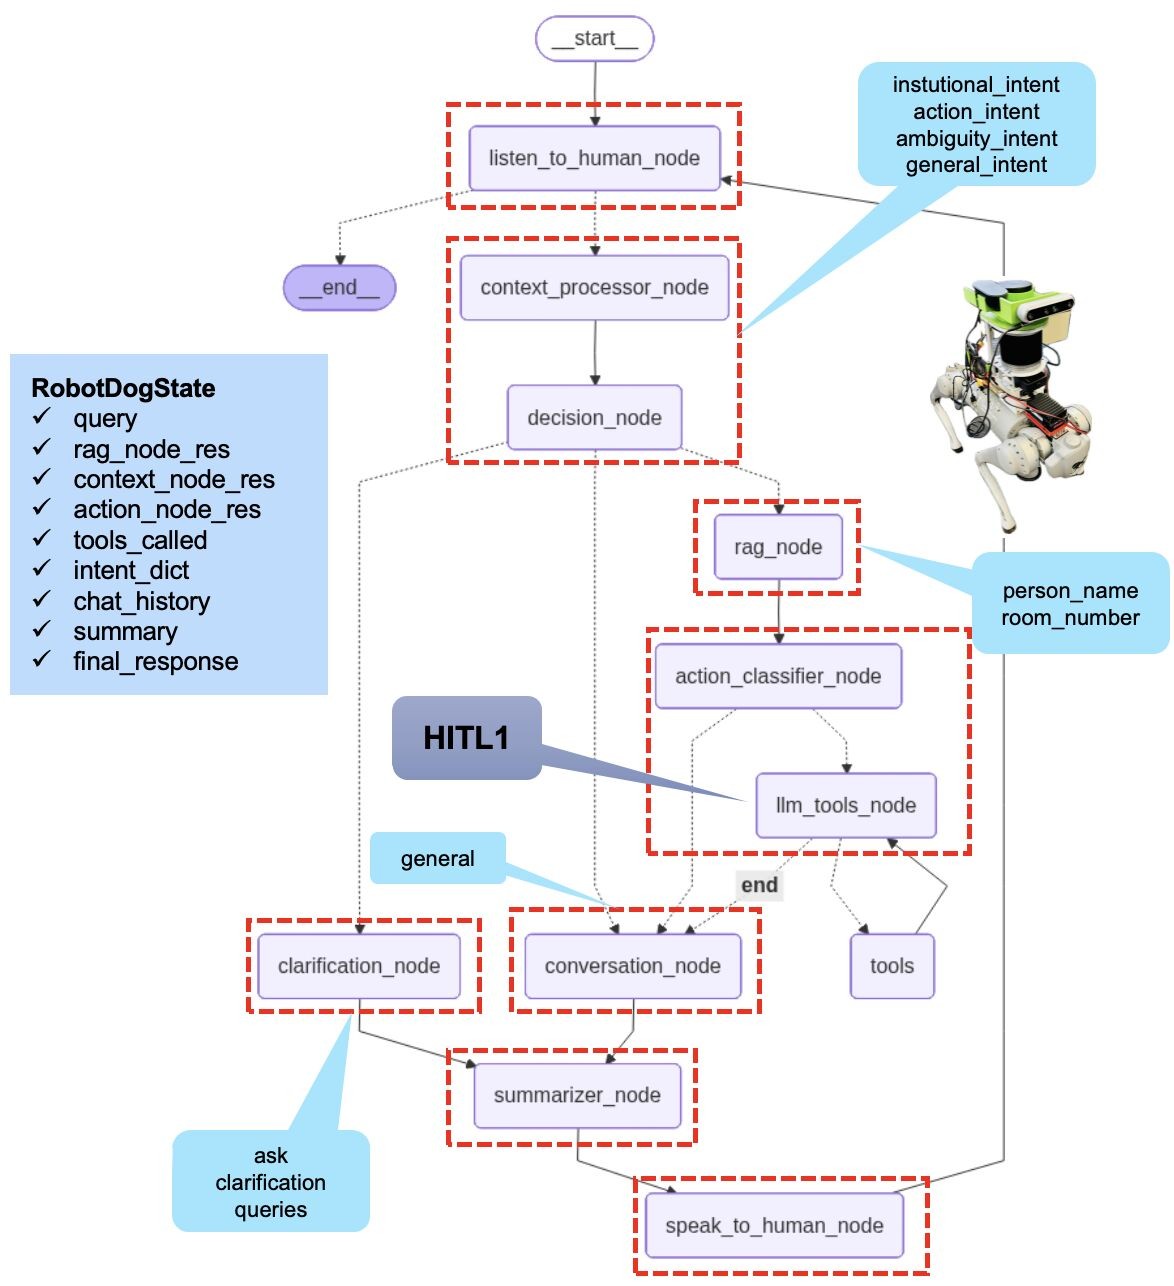 __start__
instutional_intent
action_intent
ambiguity_intent
general_intent
listen_to_human_node
__end__
context_processor_node
decision_node
RobotDogState
✓ query
✓ rag_node_res
✓ context_node_res
✓ action_node_res
✓ tools_called
✓ intent_dict
✓ chat_history
✓ summary
✓ final_response
rag_node
person_name
room_number
action_classifier_node
HITL1
llm_tools_node
general
end
clarification_node
conversation_node
tools
summarizer_node
ask
clarification
queries
speak_to_human_node